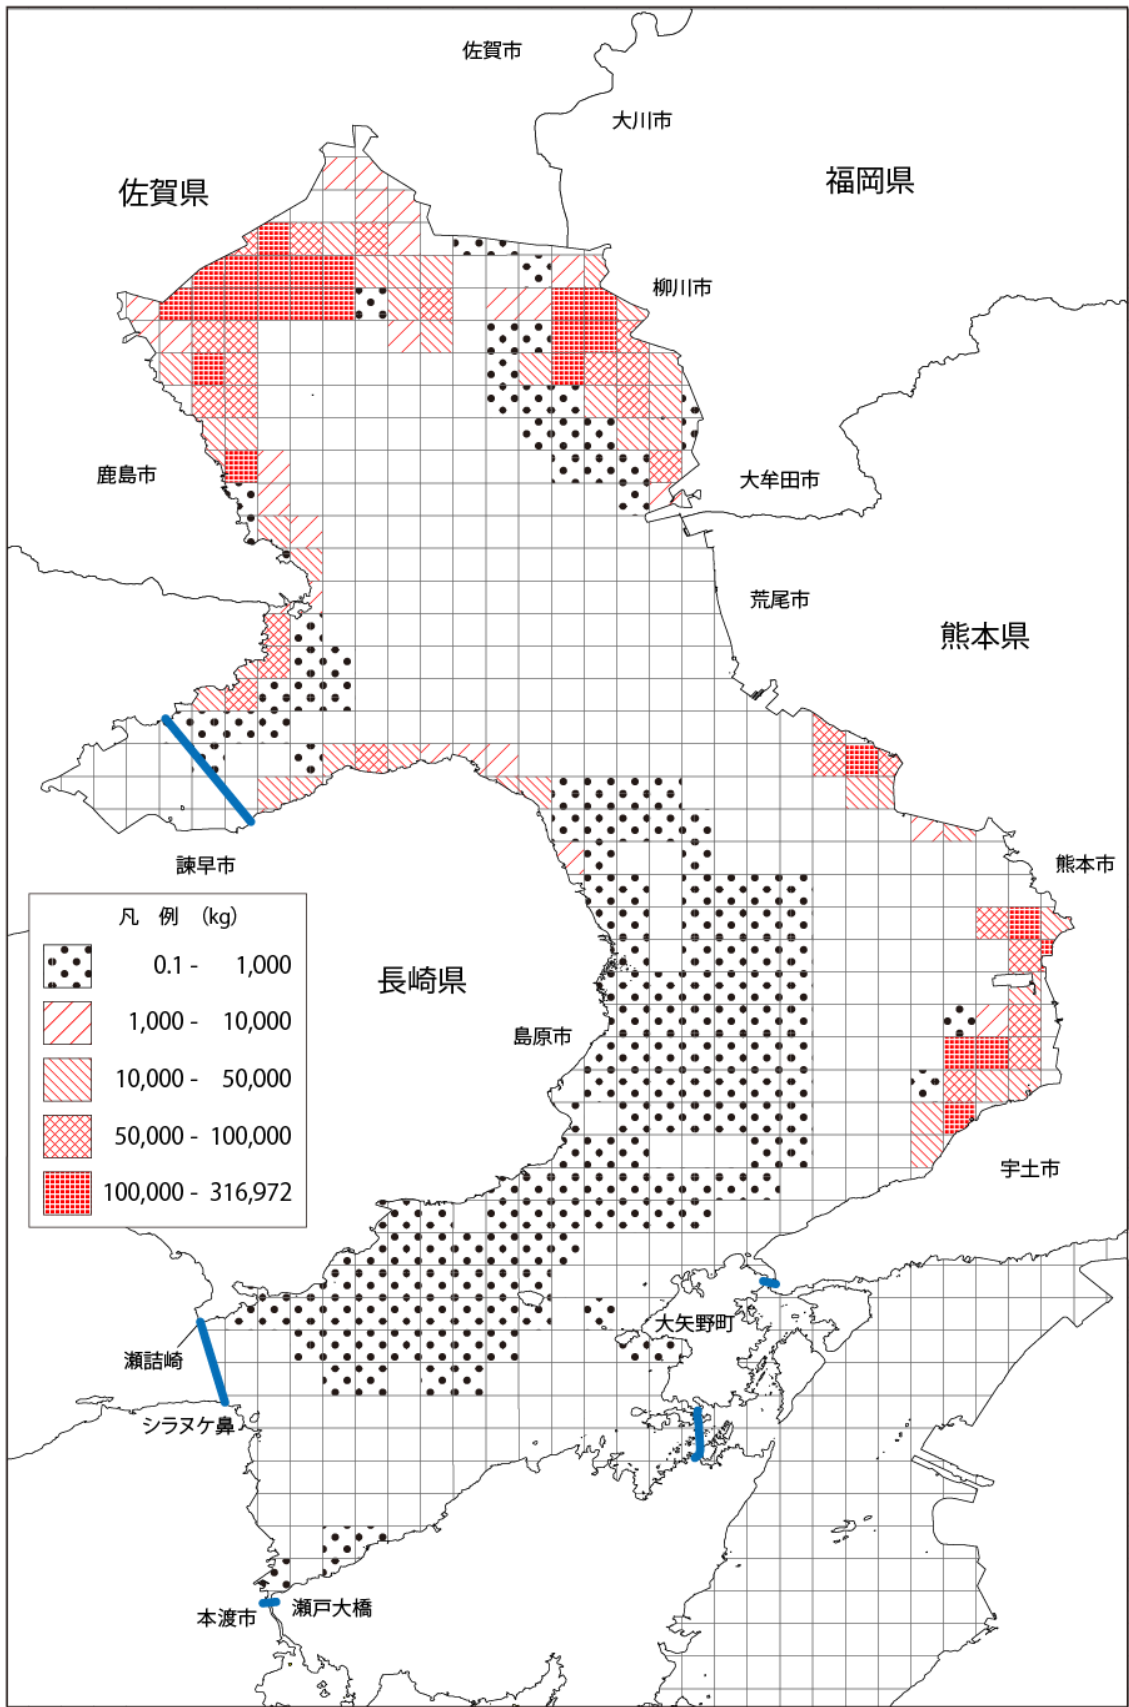 佐賀市
大川市
佐賀県
福岡県
柳川市
鹿島市
大牟田市
荒尾市
熊本県
諫早市
熊本市
凡 例 (kg)
0.1 - 1,000
1,000 - 10,000
10,000 - 50,000
50,000 - 100,000
100,000 - 316,972
長崎県
島原市
宇土市
大矢野町
瀬詰崎
シラヌケ鼻
本渡市
瀬戸大橋